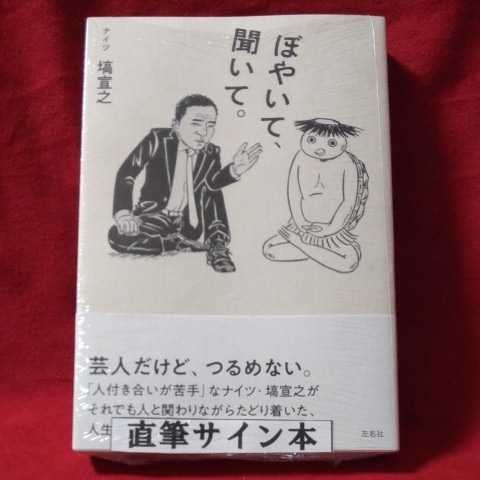 ぼやいて、
聞いて。
ナイツ 塙宣之
芸人だけど、つるめない。
「人付き合いが苦手」なナイツ・塙宣之が
それでも人と関わりながらたどり着いた、
人生
直筆サイン本
左右社